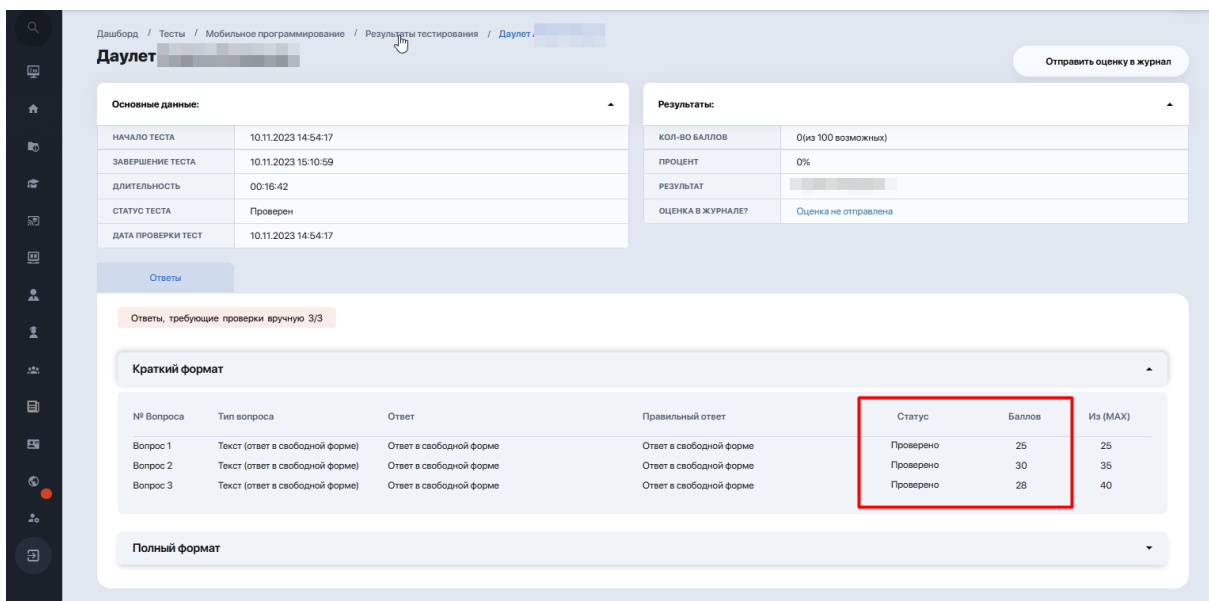 Дашборд / Тесты / Мобильное программирование / Результаты тестирования / Даулет
Даулет
Отправить оценку в журнал
Основные данные:
НАЧАЛО ТЕСТА 10.11.2023 14:54:17
ЗАВЕРШЕНИЕ ТЕСТА 10.11.2023 15:10:59
ДЛИТЕЛЬНОСТЬ 00:16:42
СТАТУС ТЕСТА Проверен
ДАТА ПРОВЕРКИ ТЕСТ 10.11.2023 14:54:17
Результаты:
КОЛ-ВО БАЛЛОВ 0(из 100 возможных)
ПРОЦЕНТ 0%
РЕЗУЛЬТАТ
ОЦЕНКА В ЖУРНАЛЕ? Оценка не отправлена
Ответы
Ответы, требующие проверки вручную 3/3
Краткий формат
№ Вопроса Тип вопроса Ответ Правильный ответ Статус Баллов Из (MAX)
Вопрос 1 Текст (ответ в свободной форме) Ответ в свободной форме Ответ в свободной форме Проверено 25 25
Вопрос 2 Текст (ответ в свободной форме) Ответ в свободной форме Ответ в свободной форме Проверено 30 35
Вопрос 3 Текст (ответ в свободной форме) Ответ в свободной форме Ответ в свободной форме Проверено 28 40
Полный формат